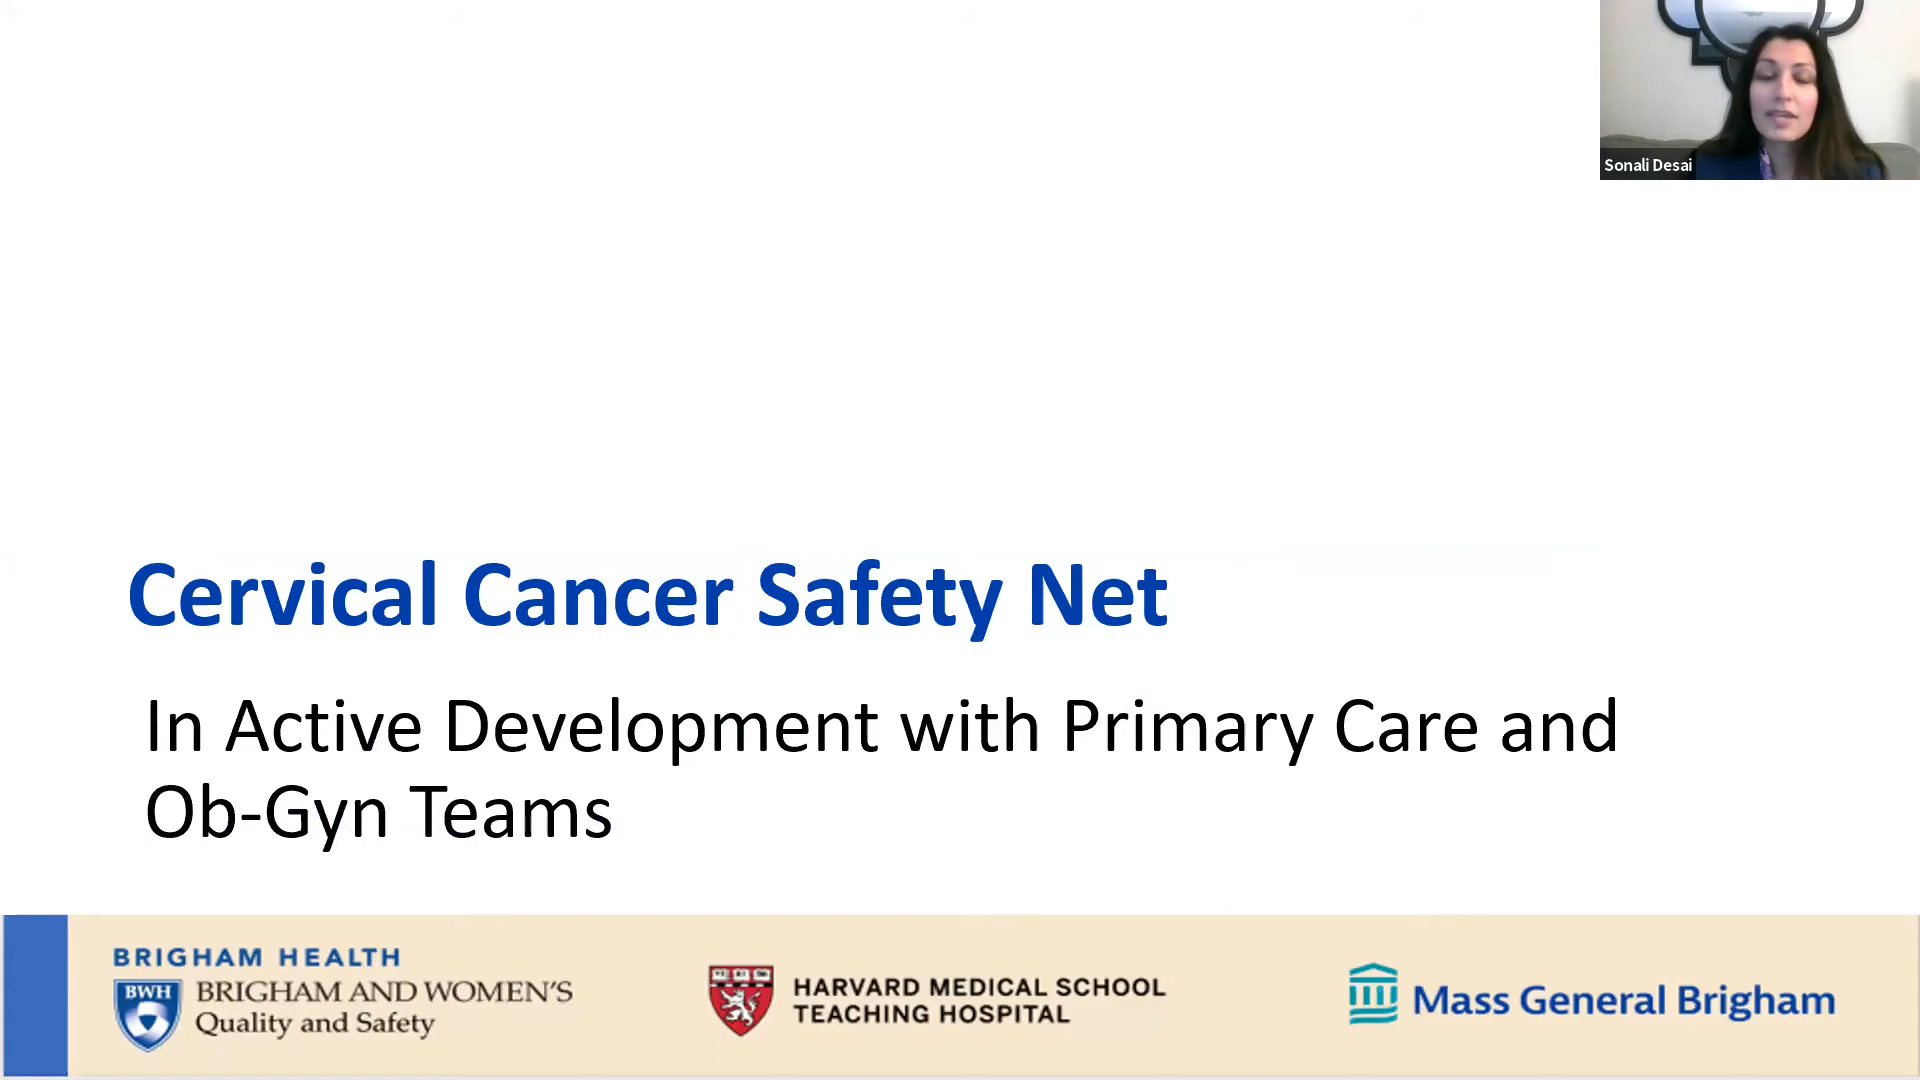 Sonali Desai
Cervical Cancer Safety Net
In Active Development with Primary Care and
Ob-Gyn Teams
BRIGHAM HEALTH
BWH
BRIGHAM AND WOMEN'S
Quality and Safety
HARVARD MEDICAL SCHOOL
TEACHING HOSPITAL
Mass General Brigham